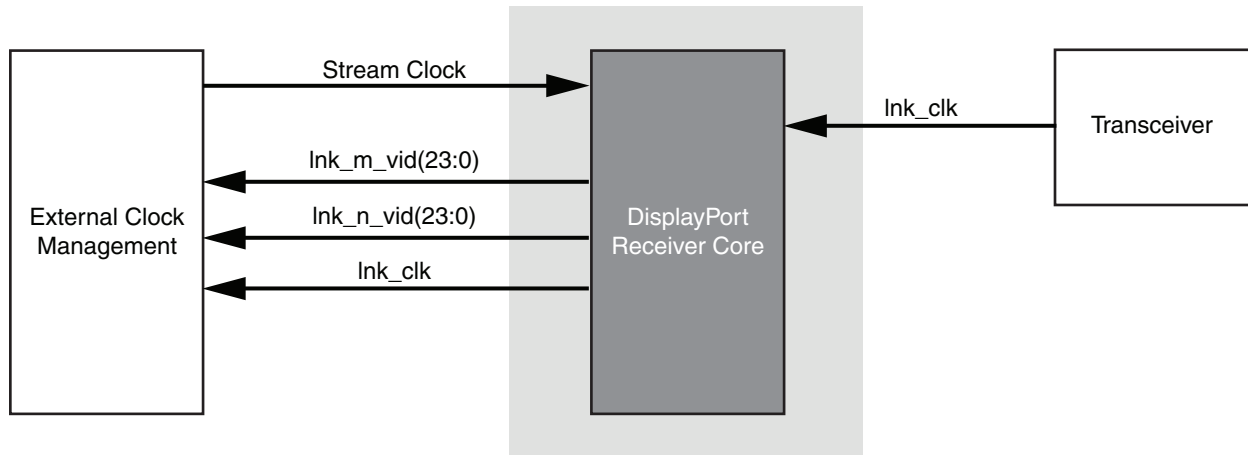 Stream Clock
lnk_clk
Transceiver
lnk_m_vid(23:0)
External Clock
Management
lnk_n_vid(23:0)
DisplayPort
Receiver Core
lnk_clk